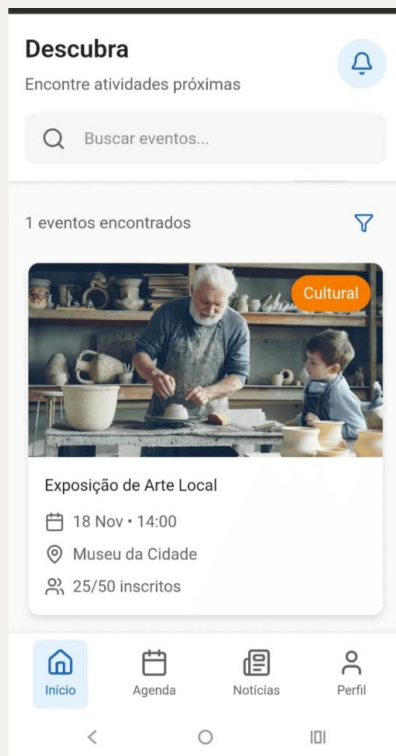 Descubra
Encontre atividades próximas
Buscar eventos...
1 eventos encontrados
Cultural
Exposição de Arte Local
18 Nov • 14:00
Museu da Cidade
25/50 inscritos
Início
Agenda
Notícias
Perfil